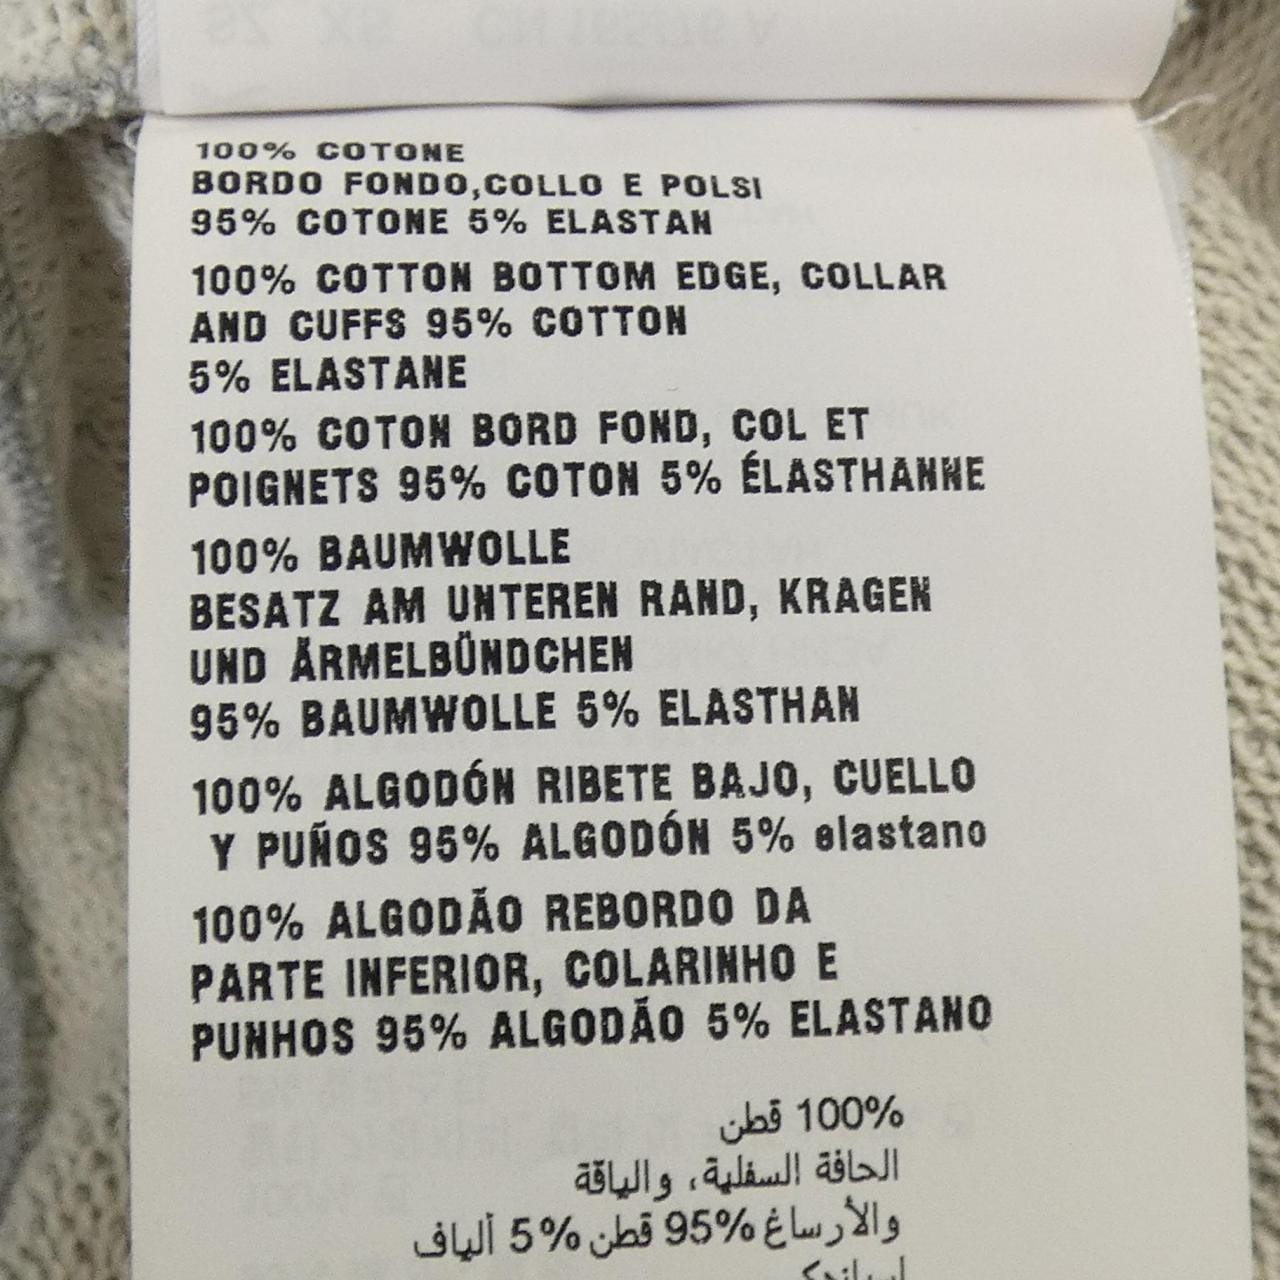 100% COTONE
BORDO FONDO,COLLO E POLSI
95% COTONE 5% ELASTAN
100% COTTON BOTTOM EDGE, COLLAR
AND CUFFS 95% COTTON
5% ELASTANE
100% COTON BORD FOND, COL ET
POIGNETS 95% COTON 5% ÉLASTHANNE
100% BAUMWOLLE
BESATZ AM UNTEREN RAND, KRAGEN
UND ÄRMELBÜNDCHEN
95% BAUMWOLLE 5% ELASTHAN
100% ALGODÓN RIBETE BAJO, CUELLO
Y PUÑOS 95% ALGODÓN 5% elastano
100% ALGODÃO REBORDO DA
PARTE INFERIOR, COLARINHO E
PUNHOS 95% ALGODÃO 5% ELASTANO
100% قطن
الحافة السفلية، والياقة
والأرساغ 95% قطن 5% ألياف